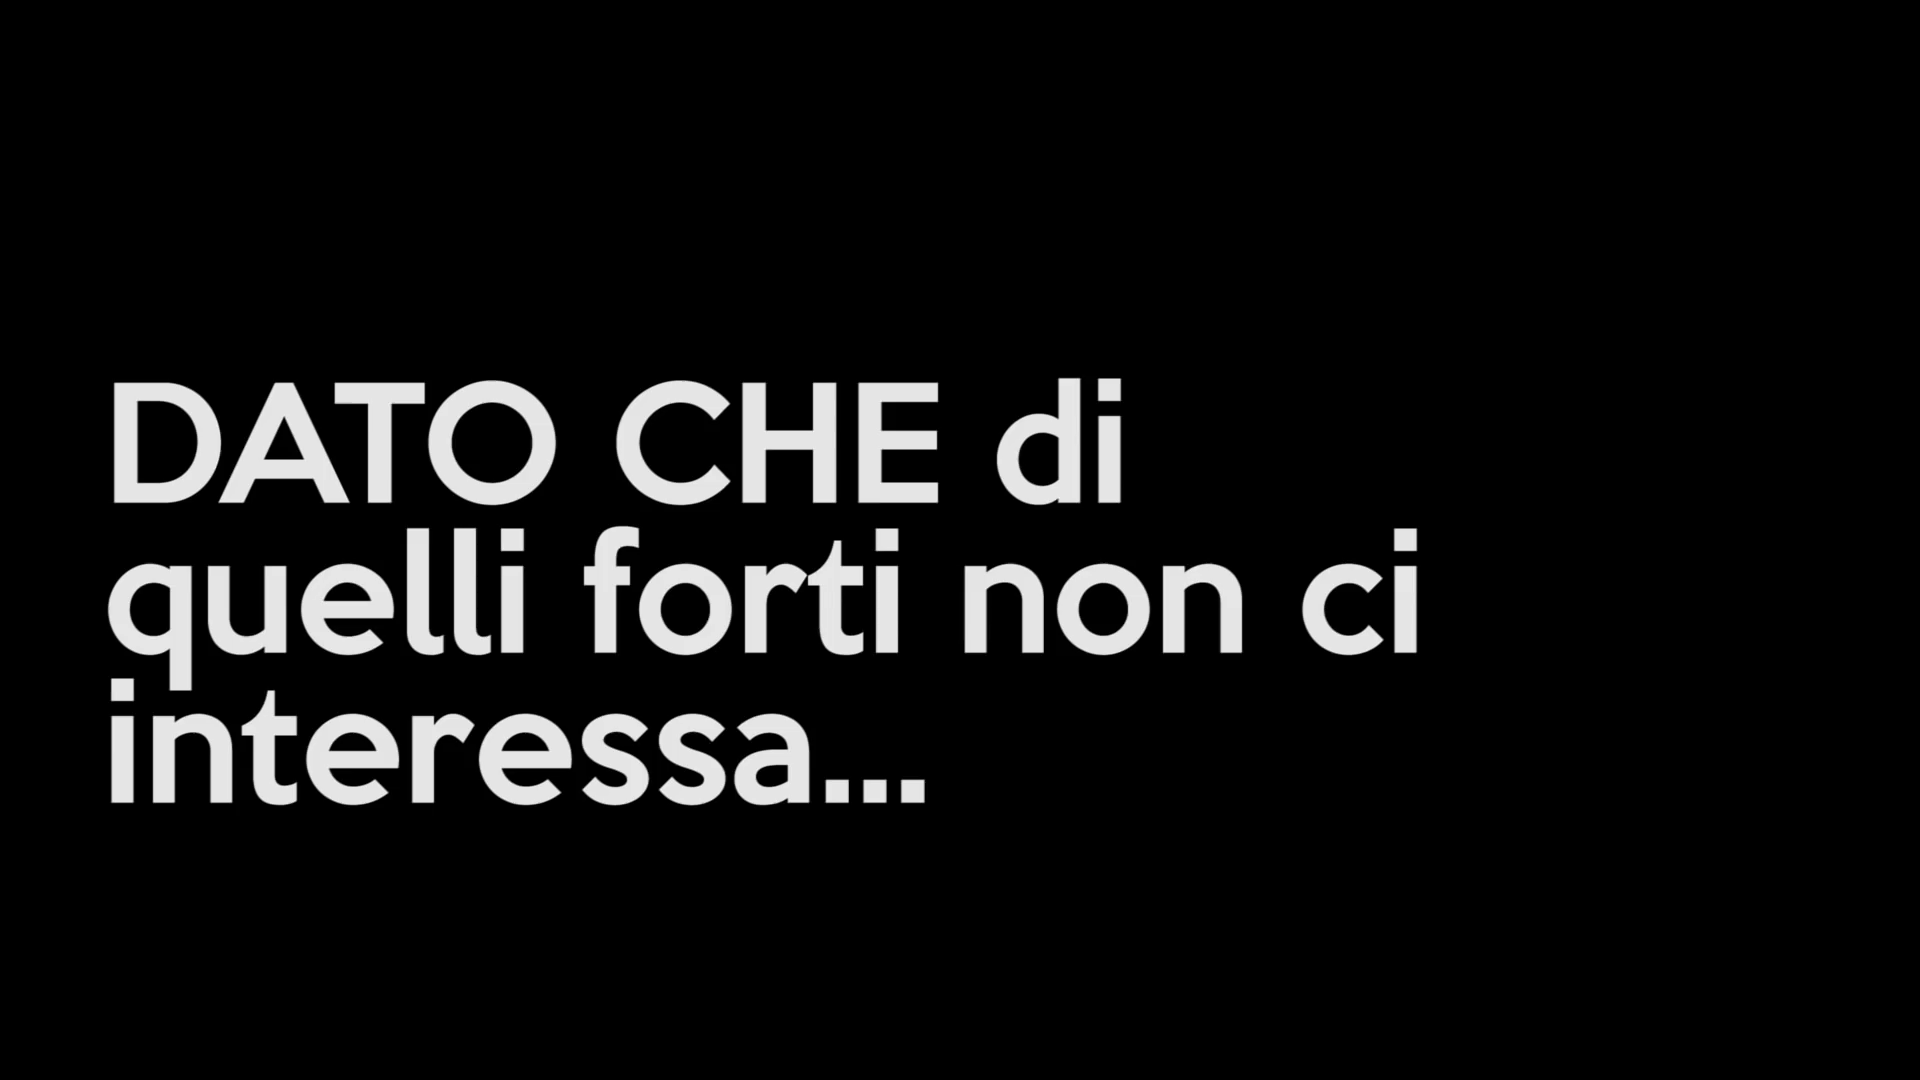 DATO CHE di
quelli forti non ci
interessa...